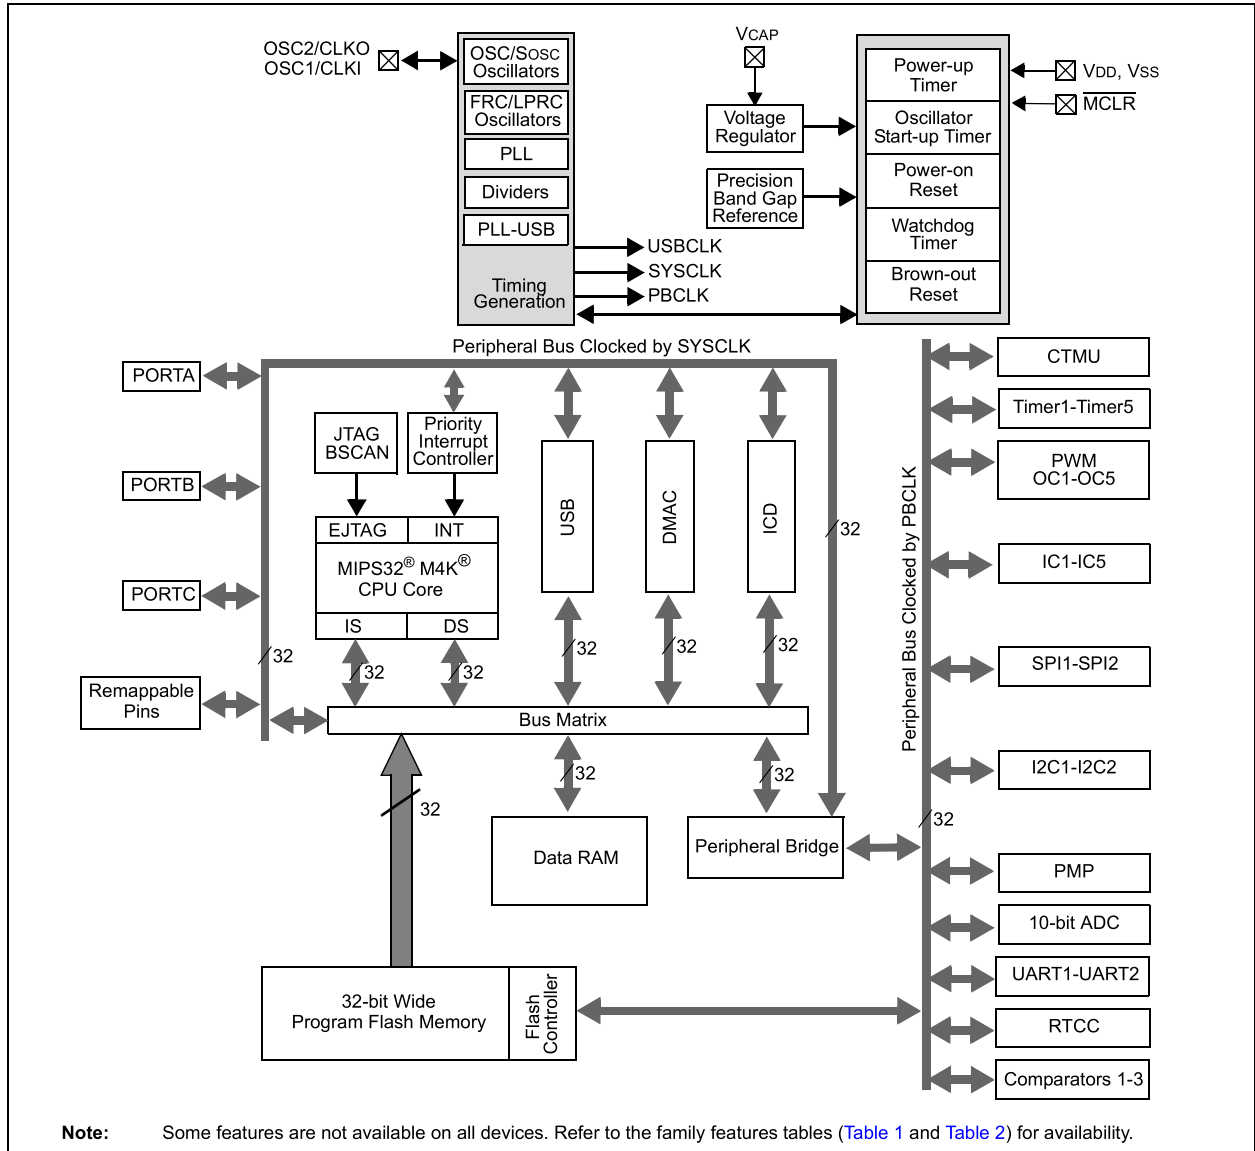 OSC2/CLKO
OSC1/CLKI
OSC/SOSC
Oscillators
FRC/LPRC
Oscillators
PLL
Dividers
PLL-USB
Timing
Generation
USBCLK
SYSCLK
PBCLK
VCAP
Voltage
Regulator
Precision
Band Gap
Reference
Power-up
Timer
Oscillator
Start-up Timer
Power-on
Reset
Watchdog
Timer
Brown-out
Reset
VDD, VSS
MCLR
Peripheral Bus Clocked by SYSCLK
PORTA
PORTB
PORTC
Remappable
Pins
32
JTAG
BSCAN
Priority
Interrupt
Controller
EJTAG
INT
MIPS32® M4K®
CPU Core
IS
DS
32
32
USB
32
DMAC
32
ICD
32
32
Bus Matrix
32
32
32
Data RAM
Peripheral Bridge
32-bit Wide
Program Flash Memory
Flash
Controller
Peripheral Bus Clocked by PBCLK
32
CTMU
Timer1-Timer5
PWM
OC1-OC5
IC1-IC5
SPI1-SPI2
I2C1-I2C2
PMP
10-bit ADC
UART1-UART2
RTCC
Comparators 1-3
Note: Some features are not available on all devices. Refer to the family features tables (Table 1 and Table 2) for availability.